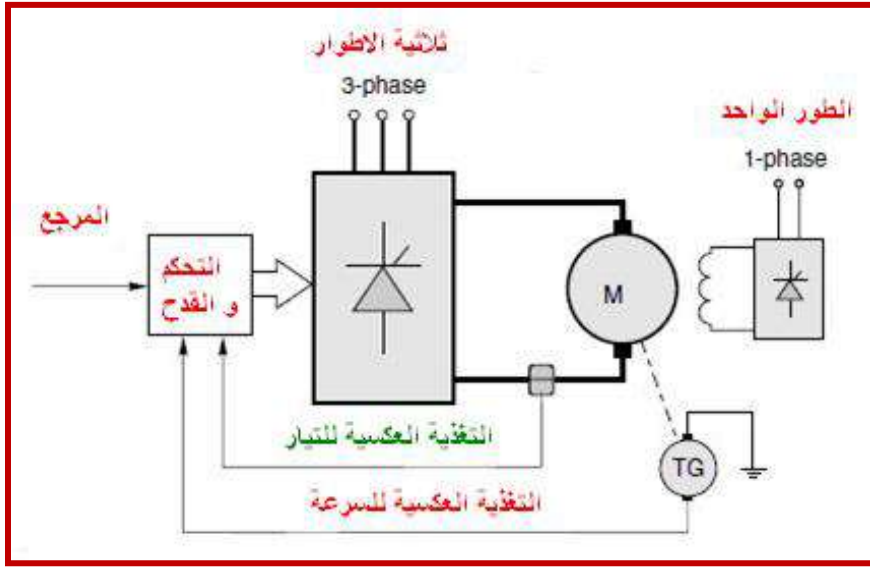 ثلاثية الاطوار
3-phase
الطور الواحد
1-phase
المرجع
التحكم
و القدح
M
التغذية العكسية للتيار
TG
التغذية العكسية للسرعة